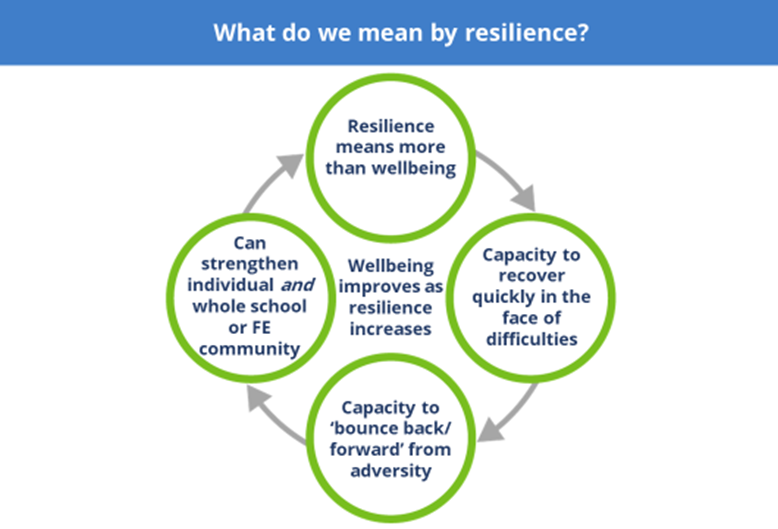 What do we mean by resilience?
Resilience
means more
than wellbeing
Capacity to
recover
quickly in the
face of
difficulties
Capacity to
‘bounce back/
forward’ from
adversity
Can
strengthen
individual and
whole school
or FE
community
Wellbeing
improves as
resilience
increases